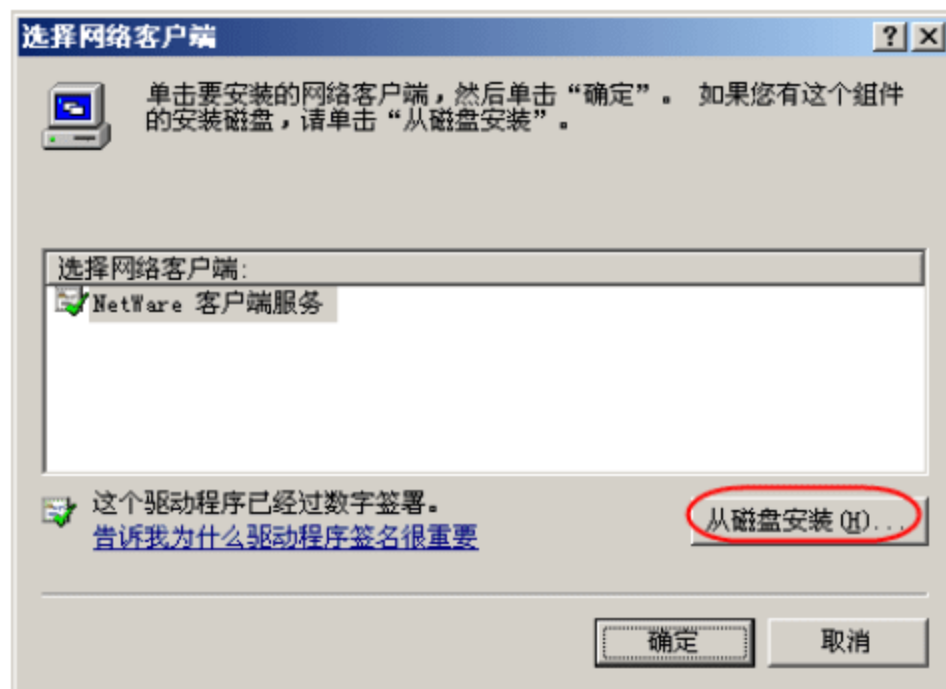 选择网络客户端
单击要安装的网络客户端，然后单击“确定”。 如果您有这个组件
的安装磁盘，请单击“从磁盘安装”。
选择网络客户端:
NetWare 客户端服务
这个驱动程序已经过数字签署。
告诉我为什么驱动程序签名很重要
从磁盘安装(H)...
确定
取消